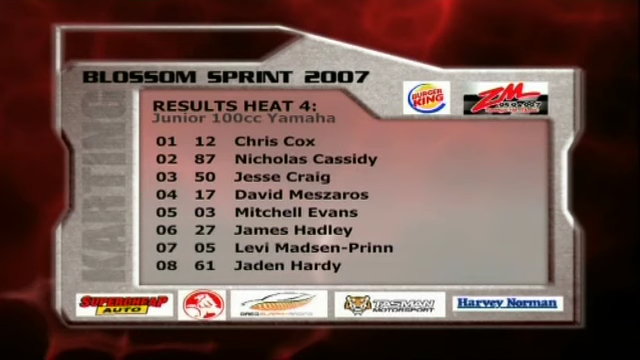 BLOSSOM SPRINT 2007
BURGER KING
ZM
KARTING
RESULTS HEAT 4:
Junior 100cc Yamaha
01 12 Chris Cox
02 87 Nicholas Cassidy
03 50 Jesse Craig
04 17 David Meszaros
05 03 Mitchell Evans
06 27 James Hadley
07 05 Levi Madsen-Prinn
08 61 Jaden Hardy
SUPERCHEAP AUTO
TASMAN MOTORSPORT
Harvey Norman